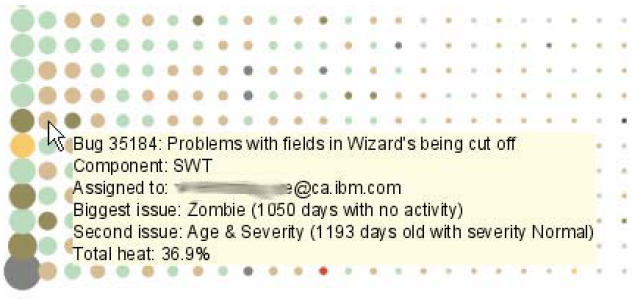 Bug 35184: Problems with fields in Wizard's being cut off
Component: SWT
Assigned to: e@ca.ibm.com
Biggest issue: Zombie (1050 days with no activity)
Second issue: Age & Severity (1193 days old with severity Normal)
Total heat: 36.9%